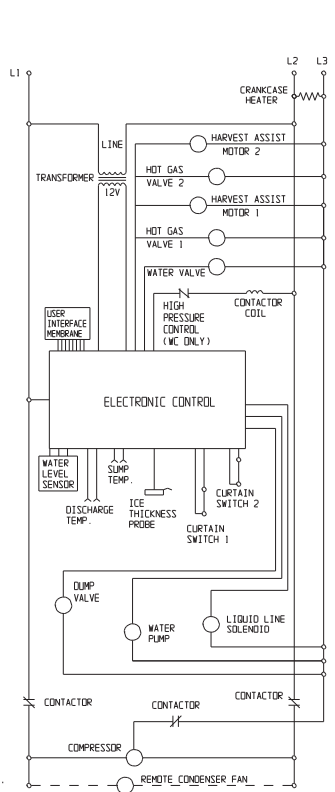 L1
L2
L3
CRANKCASE
HEATER
LINE
HARVEST ASSIST
MOTOR 2
TRANSFORMER
HOT GAS
VALVE 2
12V
HARVEST ASSIST
MOTOR 1
HOT GAS
VALVE 1
WATER VALVE
HIGH
PRESSURE
CONTROL
(WC ONLY)
CONTACTOR
COIL
USER
INTERFACE
MEMBRANE
ELECTRONIC CONTROL
WATER
LEVEL
SENSOR
SUMP
TEMP.
DISCHARGE
TEMP.
ICE
THICKNESS
PROBE
CURTAIN
SWITCH 2
CURTAIN
SWITCH 1
DUMP
VALVE
WATER
PUMP
LIQUID LINE
SOLENOID
CONTACTOR
CONTACTOR
CONTACTOR
COMPRESSOR
REMOTE CONDENSER FAN